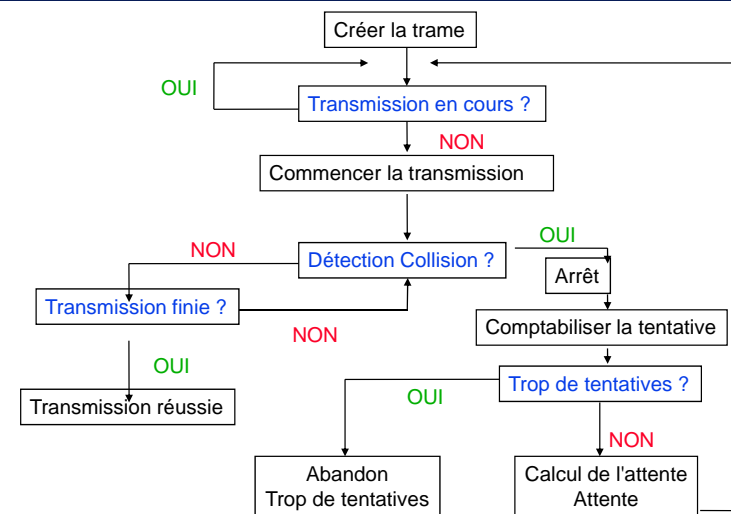 Créer la trame
OUI
Transmission en cours ?
NON
Commencer la transmission
NON
Détection Collision ?
OUI
Arrêt
Transmission finie ?
NON
Comptabiliser la tentative
OUI
Trop de tentatives ?
OUI
Transmission réussie
NON
Abandon
Trop de tentatives
Calcul de l'attente
Attente